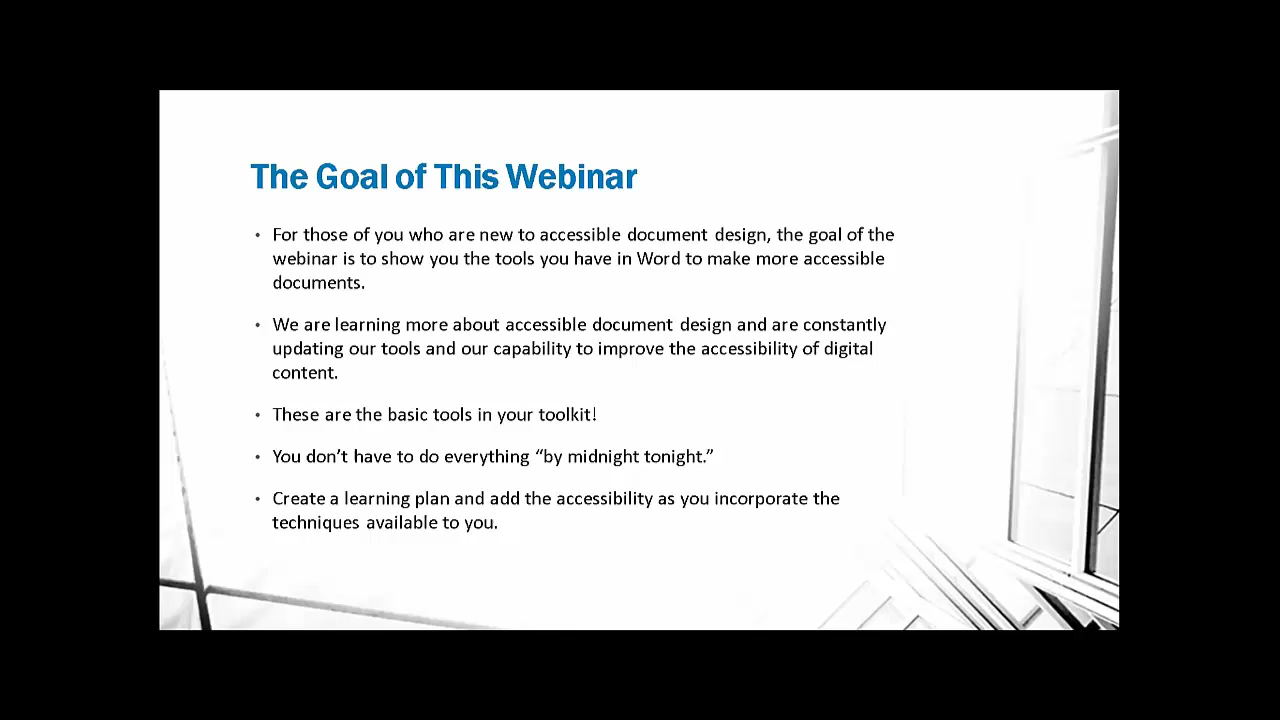 The Goal of This Webinar
• For those of you who are new to accessible document design, the goal of the
webinar is to show you the tools you have in Word to make more accessible
documents.
• We are learning more about accessible document design and are constantly
updating our tools and our capability to improve the accessibility of digital
content.
• These are the basic tools in your toolkit!
• You don’t have to do everything “by midnight tonight.”
• Create a learning plan and add the accessibility as you incorporate the
techniques available to you.